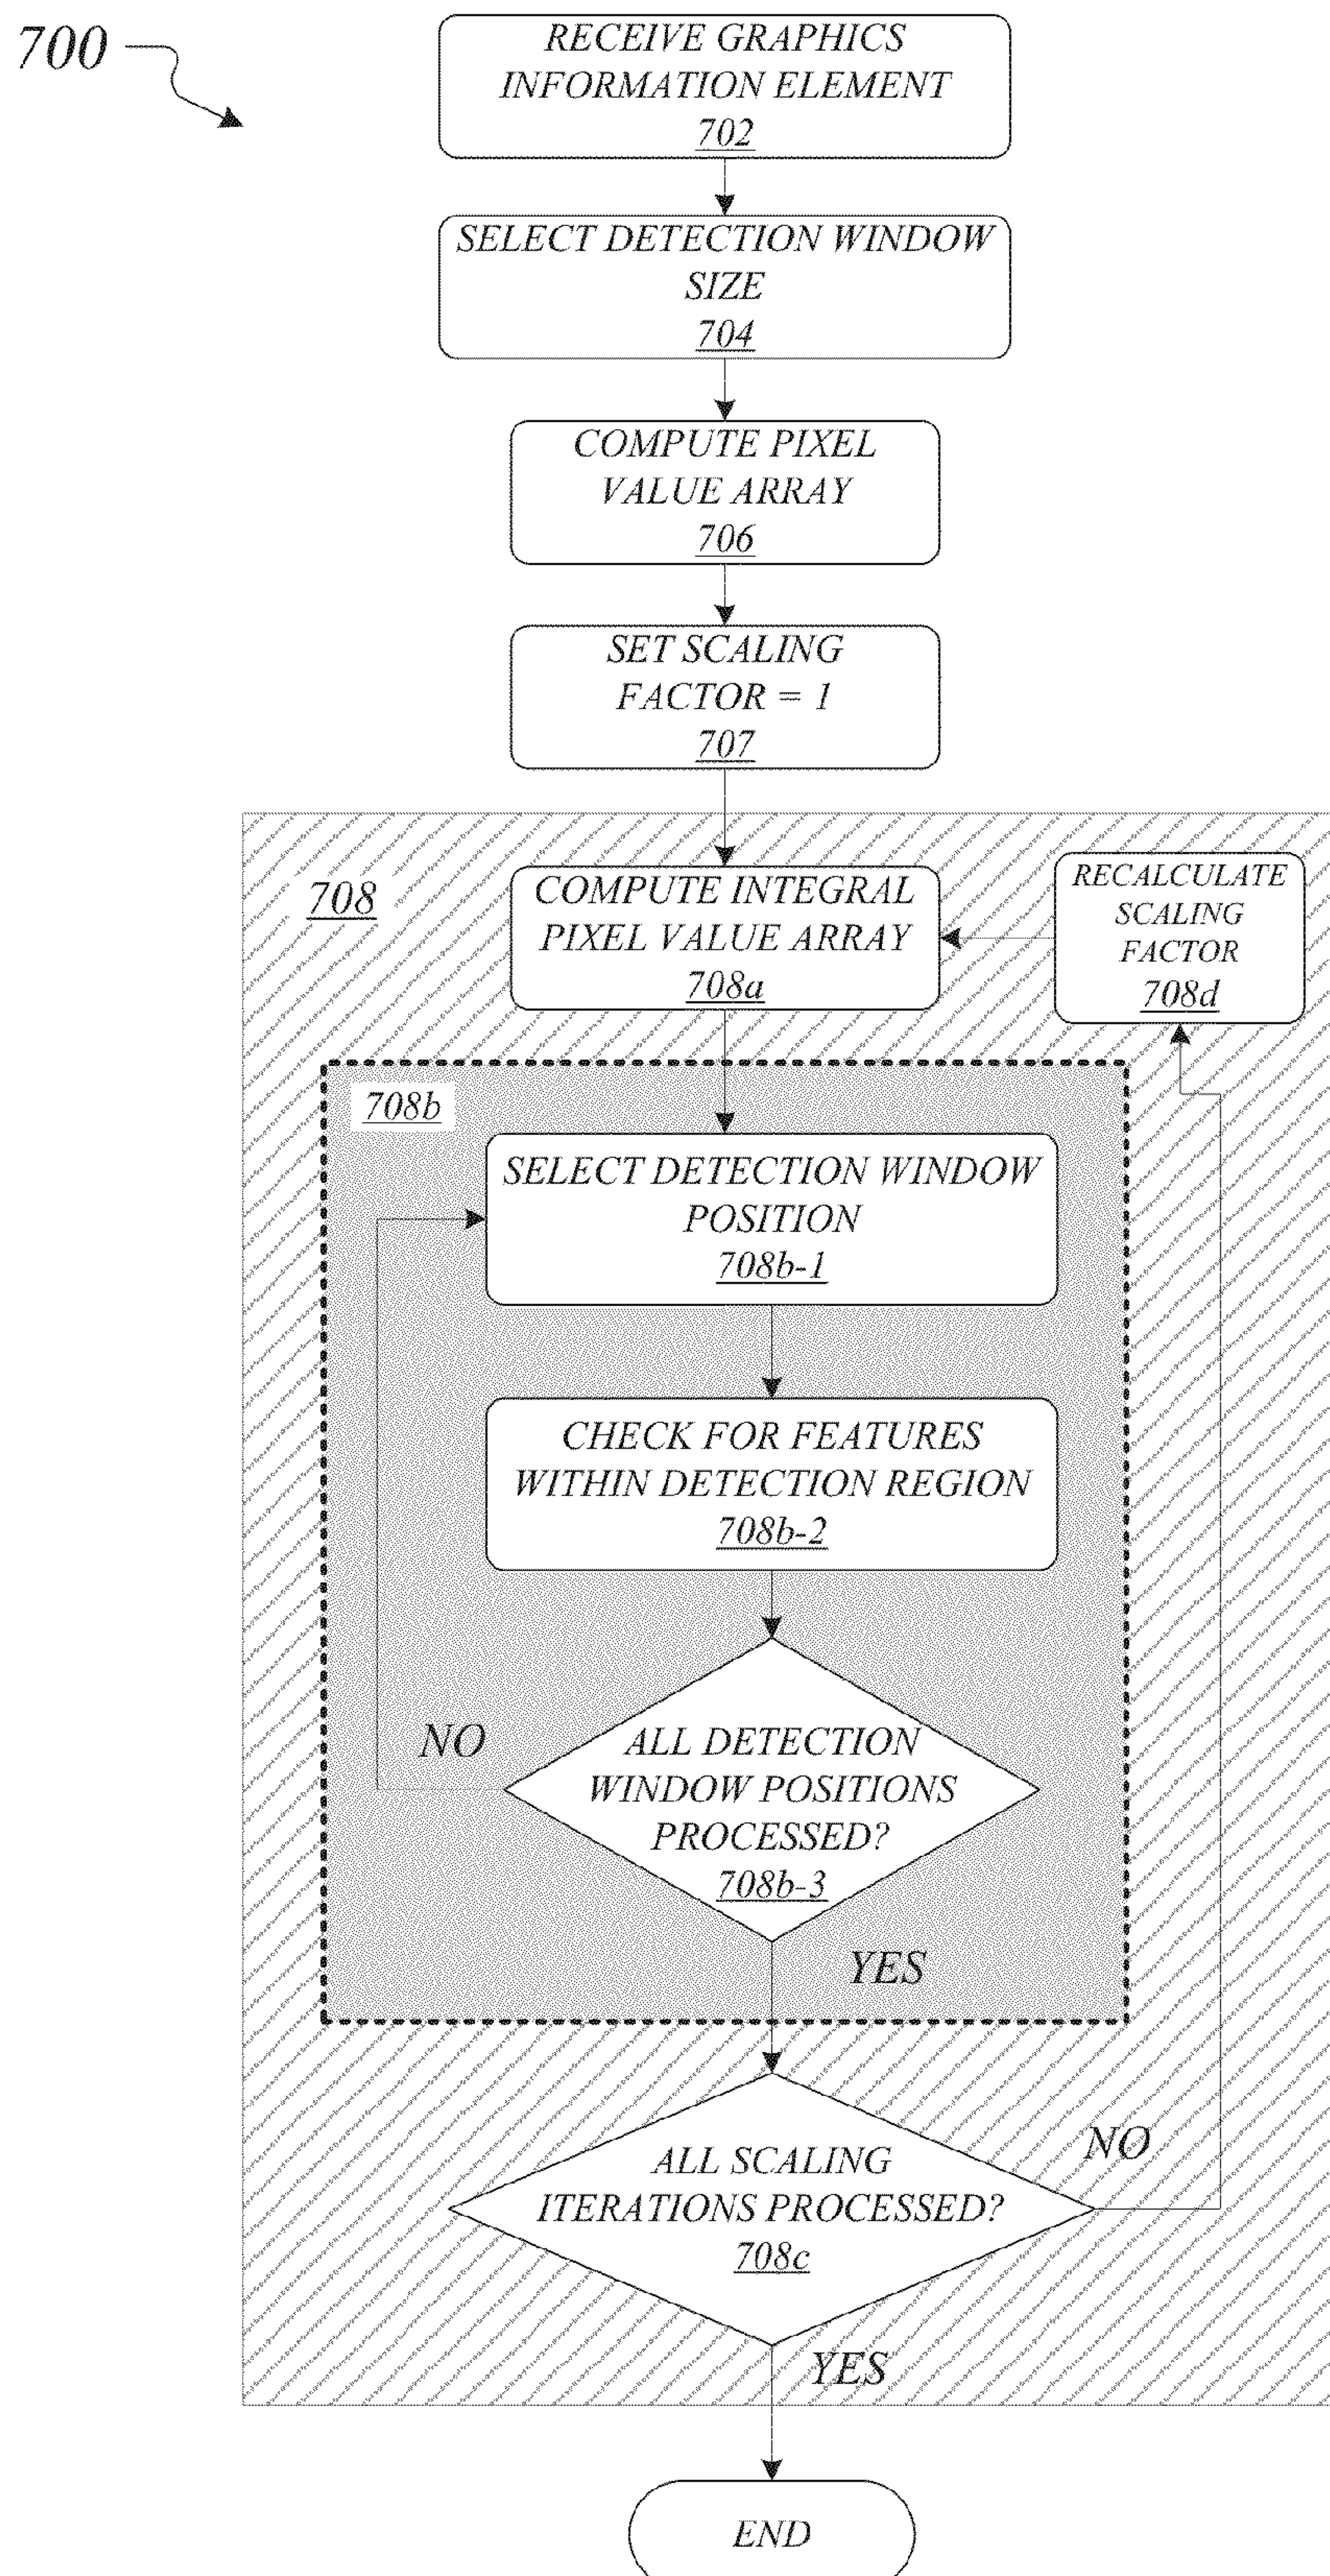 700
RECEIVE GRAPHICS
INFORMATION ELEMENT
702
SELECT DETECTION WINDOW
SIZE
704
COMPUTE PIXEL
VALUE ARRAY
706
SET SCALING
FACTOR = 1
707
708
COMPUTE INTEGRAL
PIXEL VALUE ARRAY
708a
RECALCULATE
SCALING
FACTOR
708d
708b
SELECT DETECTION WINDOW
POSITION
708b-1
CHECK FOR FEATURES
WITHIN DETECTION REGION
708b-2
NO
ALL DETECTION
WINDOW POSITIONS
PROCESSED?
708b-3
YES
NO
ALL SCALING
ITERATIONS PROCESSED?
708c
YES
END